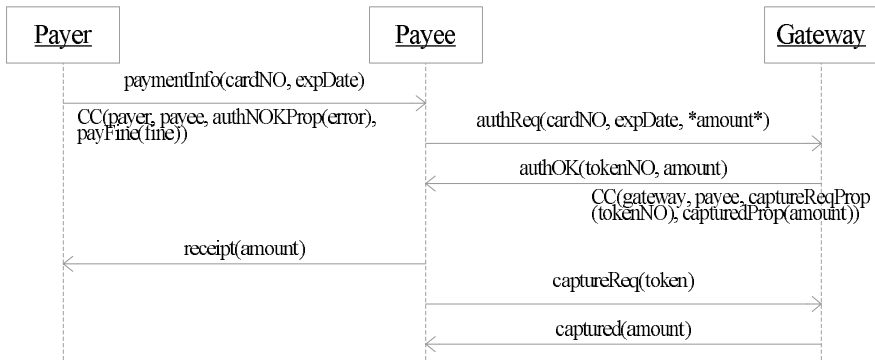 Payer
Payee
Gateway
paymentInfo(cardNO, expDate)
CC(payer, payee, authNOKProp(error),
payFine(fine))
authReq(cardNO, expDate, *amount*)
authOK(tokenNO, amount)
CC(gateway, payee, captureReqProp
(tokenNO), capturedProp(amount))
receipt(amount)
captureReq(token)
captured(amount)